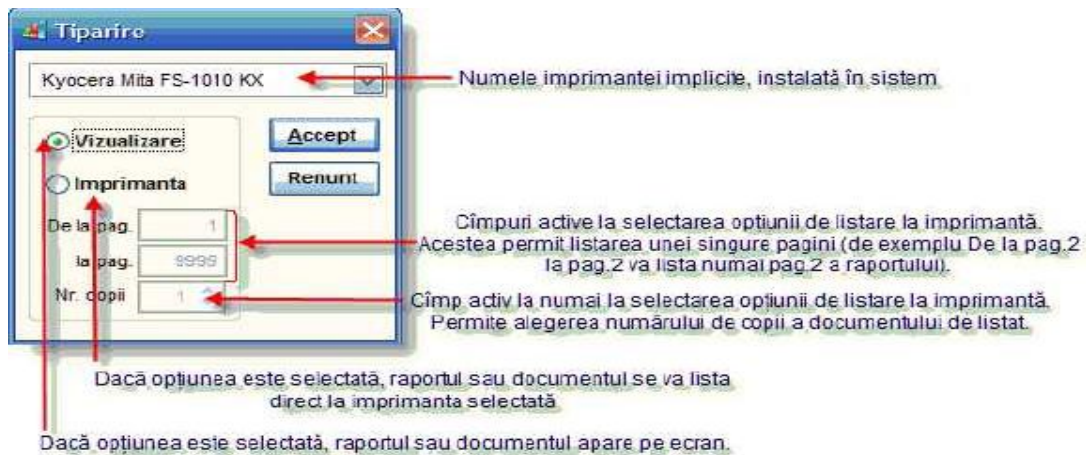 Tiparire
Kyocera Mita FS-1010 KX
Numele imprimantei implicite, instalată în sistem
Vizualizare
Accept
Imprimanta
Renunt
De la pag. 1
la pag. 9999
Nr. copii 1
Cîmpuri active la selectarea opțiunii de listare la imprimantă.
Acestea permit listarea unei singure pagini (de exemplu De la pag.2
la pag.2 va lista numai pag.2 a raportului).
Cîmp activ la numai la selectarea opțiunii de listare la imprimantă.
Permite alegerea numărului de copii a documentului de listat.
Dacă opțiunea este selectată, raportul sau documentul se va lista
direct la imprimanta selectată
Dacă opțiunea este selectată, raportul sau documentul apare pe ecran.